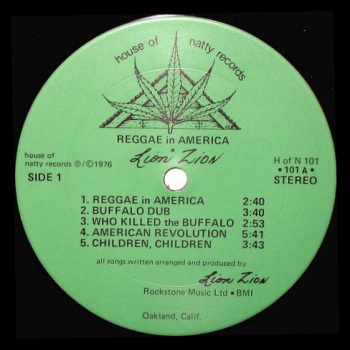 house of natty records
REGGAE in AMERICA
Lion Zion
house of
natty records ℗/©1976
SIDE 1
H of N 101
• 101 A •
STEREO
1. REGGAE in AMERICA 2:40
2. BUFFALO DUB 3:40
3. WHO KILLED the BUFFALO 2:53
4. AMERICAN REVOLUTION 5:41
5. CHILDREN, CHILDREN 3:43
all songs written arranged and produced by
Lion Zion
Rockstone Music Ltd • BMI
Oakland, Calif.